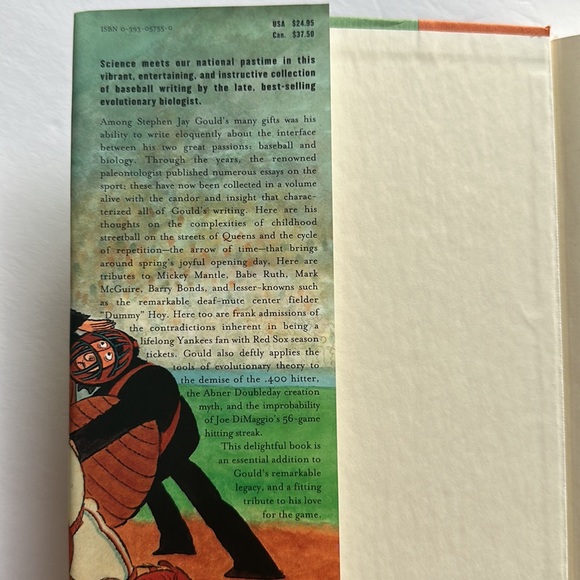 ISBN 0-393-05755-0
USA $24.95
Can. $37.50
Science meets our national pastime in this
vibrant, entertaining, and instructive collection
of baseball writing by the late, best-selling
evolutionary biologist.
Among Stephen Jay Gould's many gifts was his
ability to write eloquently about the interface
between his two great passions: baseball and
biology. Through the years, the renowned
paleontologist published numerous essays on the
sport; these have now been collected in a volume
alive with the candor and insight that charac-
terized all of Gould's writing. Here are his
thoughts on the complexities of childhood
streetball on the streets of Queens and the cycle
of repetition—the arrow of time—that brings
around spring's joyful opening day. Here are
tributes to Mickey Mantle, Babe Ruth, Mark
McGuire, Barry Bonds, and lesser-knowns such
as the remarkable deaf-mute center fielder
"Dummy" Hoy. Here too are frank admissions of
the contradictions inherent in being a
lifelong Yankees fan with Red Sox season
tickets. Gould also deftly applies the
tools of evolutionary theory to
the demise of the .400 hitter,
the Abner Doubleday creation
myth, and the improbability
of Joe DiMaggio's 56-game
hitting streak.
This delightful book is
an essential addition to
Gould's remarkable
legacy, and a fitting
tribute to his love
for the game.